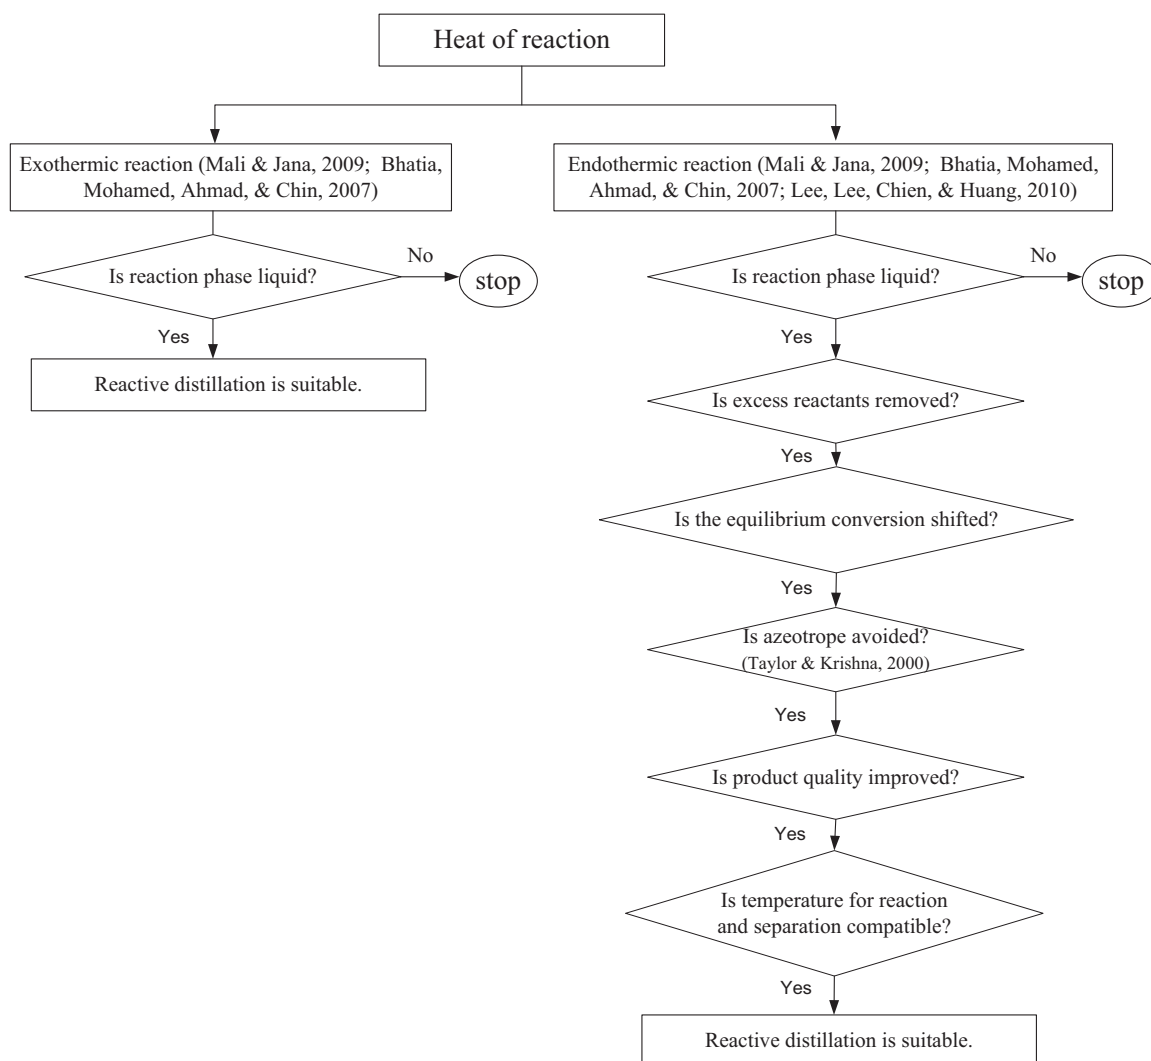 Heat of reaction
Exothermic reaction (Mali & Jana, 2009; Bhatia,
Mohamed, Ahmad, & Chin, 2007)
Is reaction phase liquid?
No
stop
Yes
Reactive distillation is suitable.
Endothermic reaction (Mali & Jana, 2009; Bhatia, Mohamed,
Ahmad, & Chin, 2007; Lee, Lee, Chien, & Huang, 2010)
Is reaction phase liquid?
No
stop
Yes
Is excess reactants removed?
Yes
Is the equilibrium conversion shifted?
Yes
Is azeotrope avoided?
(Taylor & Krishna, 2000)
Yes
Is product quality improved?
Yes
Is temperature for reaction
and separation compatible?
Yes
Reactive distillation is suitable.